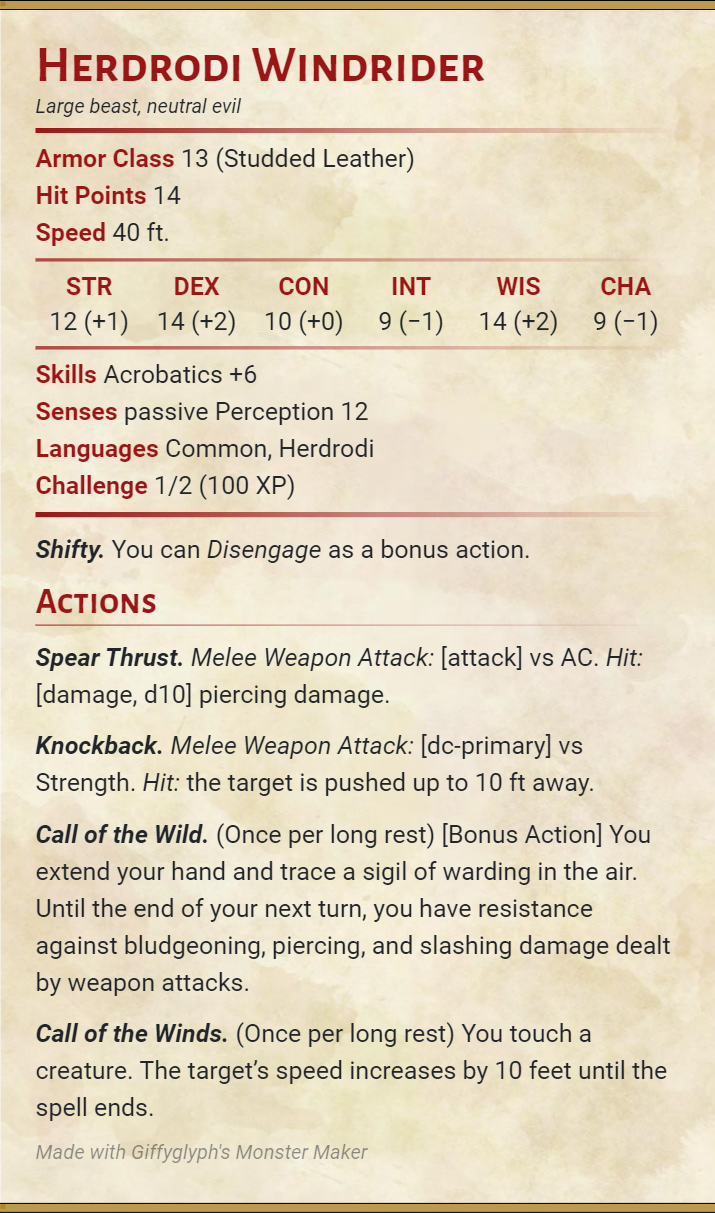 Herdrodi Windrider
Large beast, neutral evil
Armor Class 13 (Studded Leather)
Hit Points 14
Speed 40 ft.
STR DEX CON INT WIS CHA
12 (+1) 14 (+2) 10 (+0) 9 (−1) 14 (+2) 9 (−1)
Skills Acrobatics +6
Senses passive Perception 12
Languages Common, Herdrodi
Challenge 1/2 (100 XP)
Shifty. You can Disengage as a bonus action.
Actions
Spear Thrust. Melee Weapon Attack: [attack] vs AC. Hit:
[damage, d10] piercing damage.
Knockback. Melee Weapon Attack: [dc-primary] vs
Strength. Hit: the target is pushed up to 10 ft away.
Call of the Wild. (Once per long rest) [Bonus Action] You
extend your hand and trace a sigil of warding in the air.
Until the end of your next turn, you have resistance
against bludgeoning, piercing, and slashing damage dealt
by weapon attacks.
Call of the Winds. (Once per long rest) You touch a
creature. The target’s speed increases by 10 feet until the
spell ends.
Made with Giffyglyph's Monster Maker